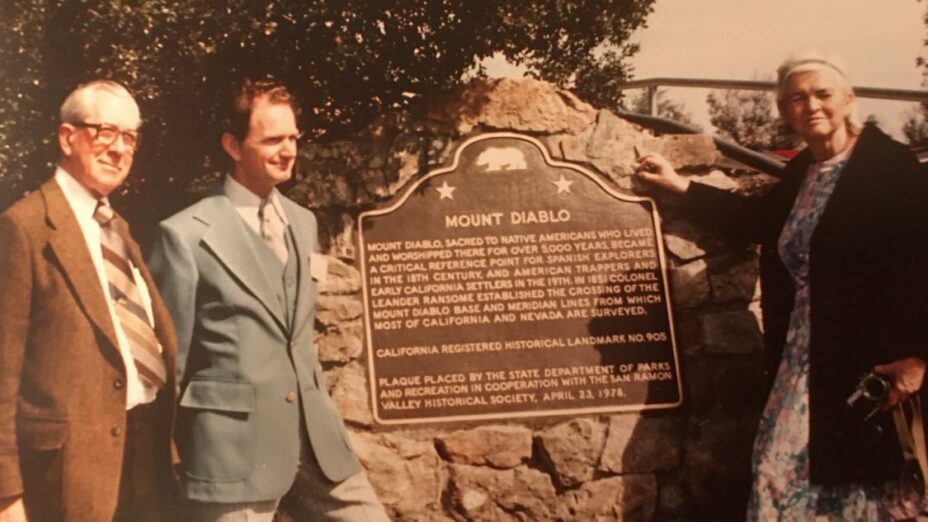 MOUNT DIABLO
MOUNT DIABLO, SACRED TO NATIVE AMERICANS WHO LIVED
AND WORSHIPPED THERE FOR OVER 5,000 YEARS, BECAME
A CRITICAL REFERENCE POINT FOR SPANISH EXPLORERS
IN THE 18TH CENTURY, AND AMERICAN TRAPPERS AND
EARLY CALIFORNIA SETTLERS IN THE 19TH. IN 1851 COLONEL
LEANDER RANSOME ESTABLISHED THE CROSSING OF THE
MOUNT DIABLO BASE AND MERIDIAN LINES FROM WHICH
MOST OF CALIFORNIA AND NEVADA ARE SURVEYED.
CALIFORNIA REGISTERED HISTORICAL LANDMARK NO. 905
PLAQUE PLACED BY THE STATE DEPARTMENT OF PARKS
AND RECREATION IN COOPERATION WITH THE SAN RAMON
VALLEY HISTORICAL SOCIETY, APRIL 23, 1978.